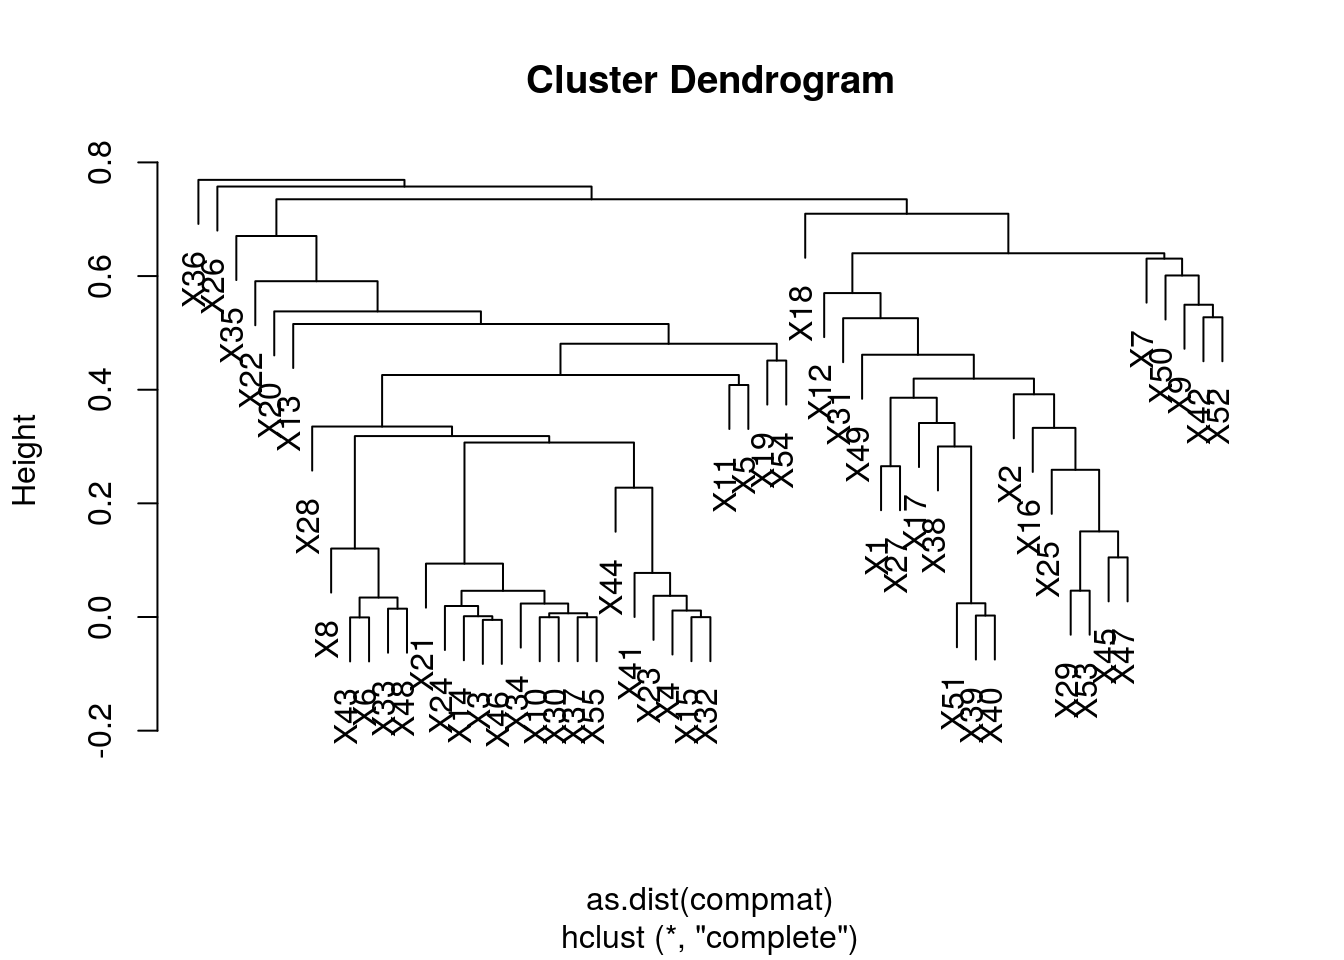 Cluster Dendrogram
Height
0.8
0.6
0.4
0.2
0.0
-0.2
X36
X26
X35
X22
X20
X13
X28
X8
X43
X6
X33
X48
X21
X24
X14
X3
X46
X34
X10
X30
X37
X55
X44
X41
X23
X4
X15
X32
X11
X5
X19
X54
X18
X12
X31
X49
X1
X27
X17
X38
X51
X39
X40
X2
X16
X25
X29
X53
X45
X47
X7
X50
X9
X42
X52
as.dist(compmat)
hclust (*, "complete")